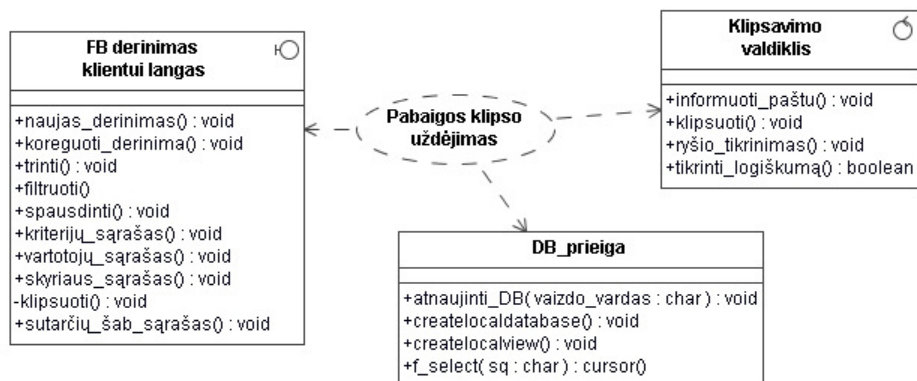 FB derinimas
klientui langas
+naujas_derinimas() : void
+koreguoti_derinima() : void
+trinti() : void
+filtruoti()
+spausdinti() : void
+kriterijų_sąrašas() : void
+vartotojų_sąrašas() : void
+skyriaus_sąrašas() : void
-klipsuoti() : void
+sutarčių_šab_sąrašas() : void
Pabaigos klipso
uždėjimas
Klipsavimo
valdiklis
+informuoti_paštu() : void
+klipsuoti() : void
+ryšio_tikrinimas() : void
+tikrinti_logiškumą() : boolean
DB_prieiga
+atnaujinti_DB( vaizdo_vardas : char ) : void
+createlocaldatabase() : void
+createlocalview() : void
+f_select( sq : char ) : cursor()